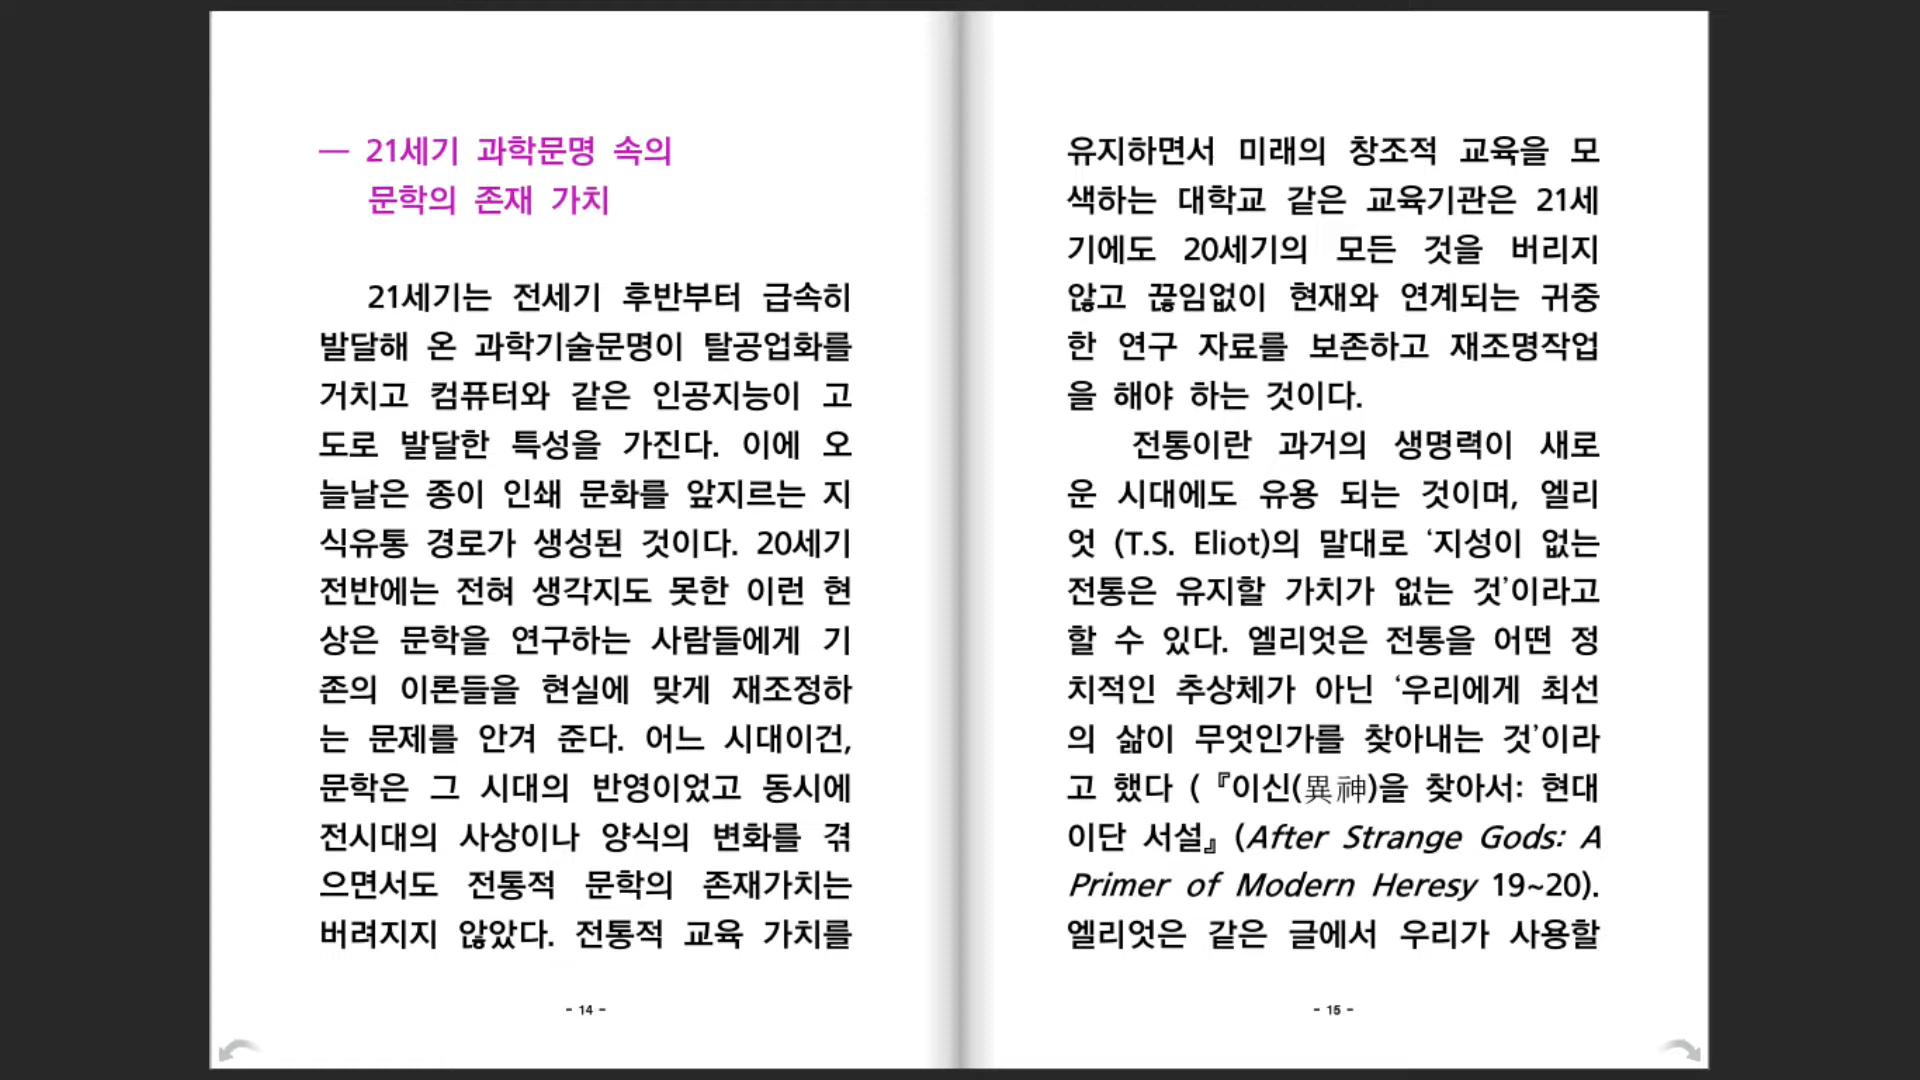 — 21세기 과학문명 속의
문학의 존재 가치
21세기는 전세기 후반부터 급속히
발달해 온 과학기술문명이 탈공업화를
거치고 컴퓨터와 같은 인공지능이 고
도로 발달한 특성을 가진다. 이에 오
늘날은 종이 인쇄 문화를 앞지르는 지
식유통 경로가 생성된 것이다. 20세기
전반에는 전혀 생각지도 못한 이런 현
상은 문학을 연구하는 사람들에게 기
존의 이론들을 현실에 맞게 재조정하
는 문제를 안겨 준다. 어느 시대이건,
문학은 그 시대의 반영이었고 동시에
전시대의 사상이나 양식의 변화를 겪
으면서도 전통적 문학의 존재가치는
버려지지 않았다. 전통적 교육 가치를
- 14 -
유지하면서 미래의 창조적 교육을 모
색하는 대학교 같은 교육기관은 21세
기에도 20세기의 모든 것을 버리지
않고 끊임없이 현재와 연계되는 귀중
한 연구 자료를 보존하고 재조명작업
을 해야 하는 것이다.
전통이란 과거의 생명력이 새로
운 시대에도 유용 되는 것이며, 엘리
엇 (T.S. Eliot)의 말대로 ‘지성이 없는
전통은 유지할 가치가 없는 것’이라고
할 수 있다. 엘리엇은 전통을 어떤 정
치적인 추상체가 아닌 ‘우리에게 최선
의 삶이 무엇인가를 찾아내는 것’이라
고 했다 (『이신(異神)을 찾아서: 현대
이단 서설』(After Strange Gods: A
Primer of Modern Heresy 19~20).
엘리엇은 같은 글에서 우리가 사용할
- 15 -